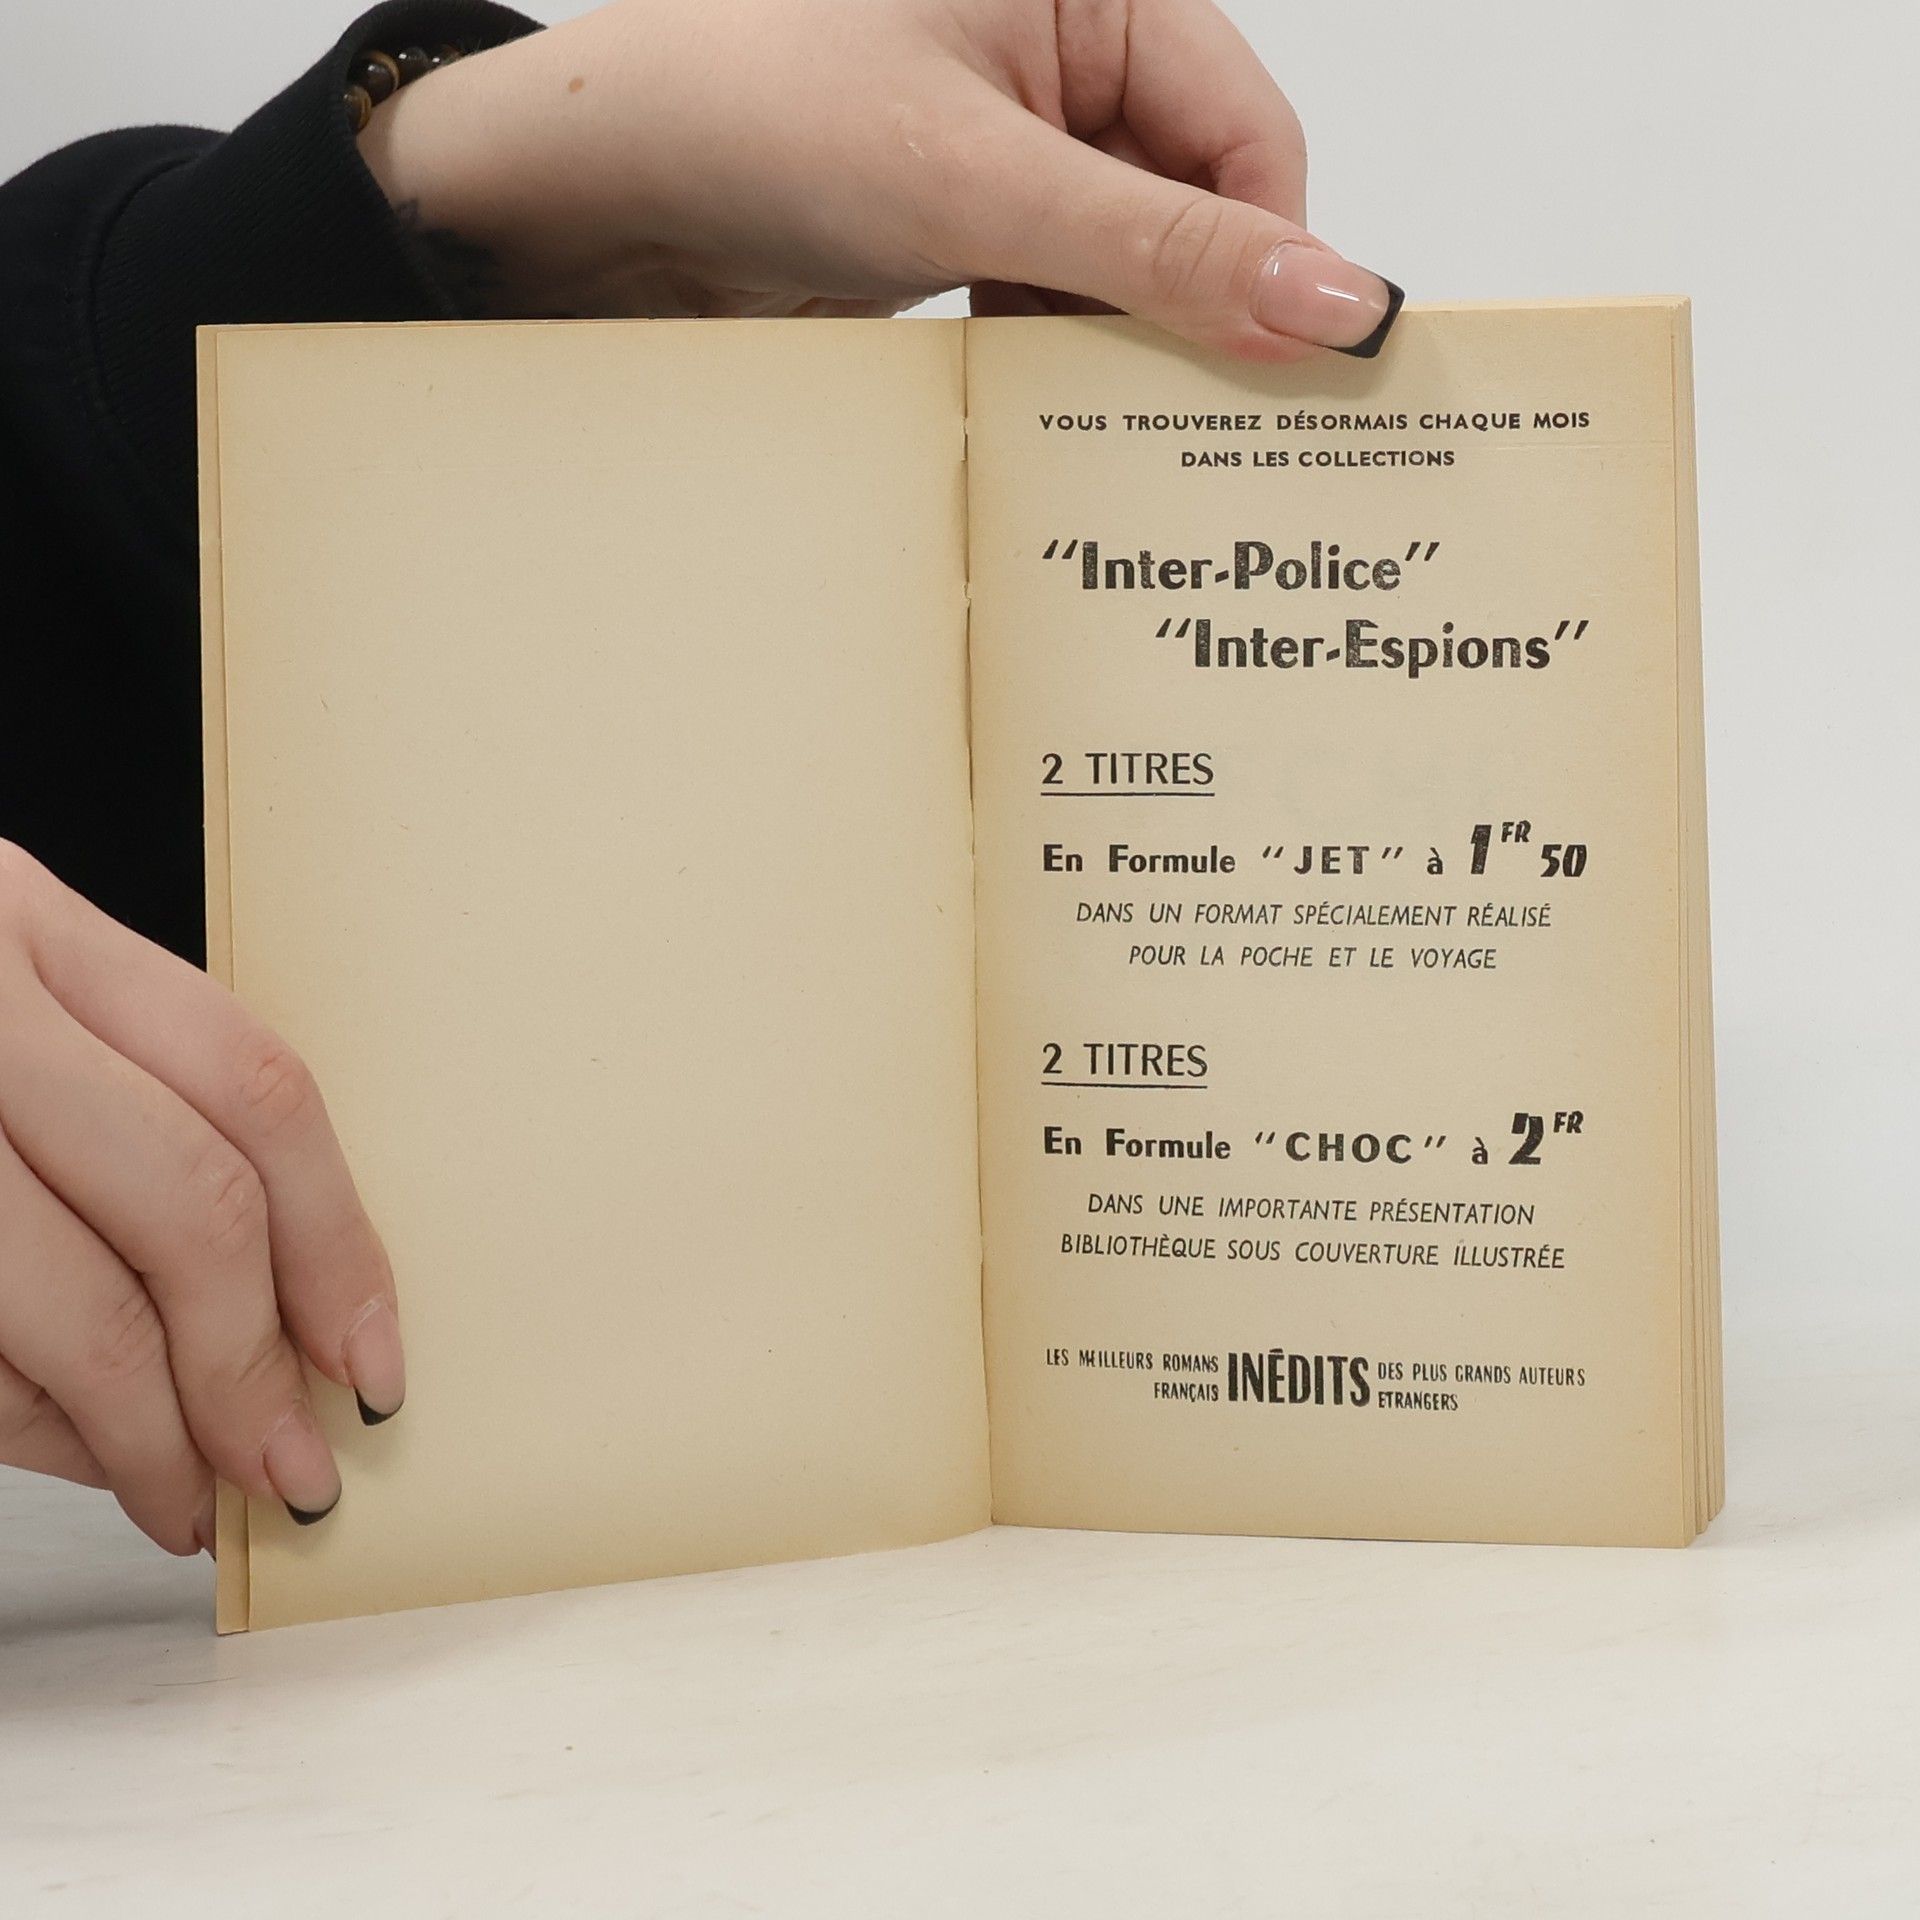 VOUS TROUVEREZ DÉSORMAIS CHAQUE MOIS
DANS LES COLLECTIONS
“Inter-Police”
“Inter-Espions”
2 TITRES
En Formule “JET” à 1FR 50
DANS UN FORMAT SPÉCIALEMENT RÉALISÉ
POUR LA POCHE ET LE VOYAGE
2 TITRES
En Formule “CHOC” à 2FR
DANS UNE IMPORTANTE PRÉSENTATION
BIBLIOTHÈQUE SOUS COUVERTURE ILLUSTRÉE
LES MEILLEURS ROMANS
FRANÇAIS
INÉDITS
DES PLUS GRANDS AUTEURS
ETRANGERS